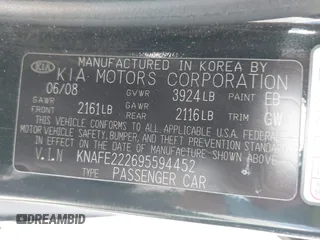 MANUFACTURED IN KOREA BY
KIA KIA MOTORS CORPORATION
06/08 GVWR 3924LB PAINT EB
GAWR FRONT 2161LB GAWR REAR 2116LB TRIM GW
THIS VEHICLE CONFORMS TO ALL APPLICABLE U.S.A. FEDERAL
MOTOR VEHICLE SAFETY, BUMPER, AND THEFT PREVENTION STANDARDS
IN EFFECT ON THE DATE OF MANUFACTURE SHOWN ABOVE.
V.I.N KNAFE222695594452
TYPE PASSENGER CAR
DREAMBID